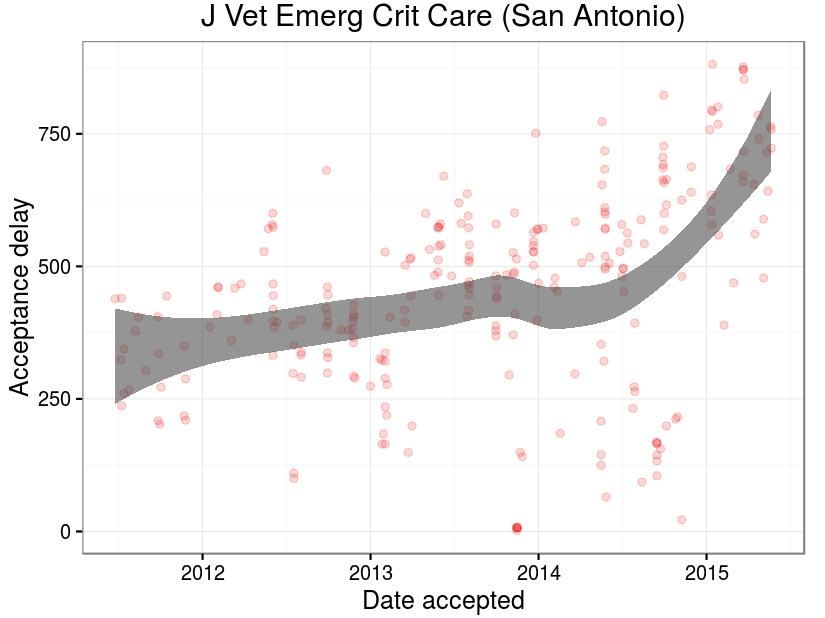 J Vet Emerg Crit Care (San Antonio)
Acceptance delay
750
500
250
0
2012 2013 2014 2015
Date accepted